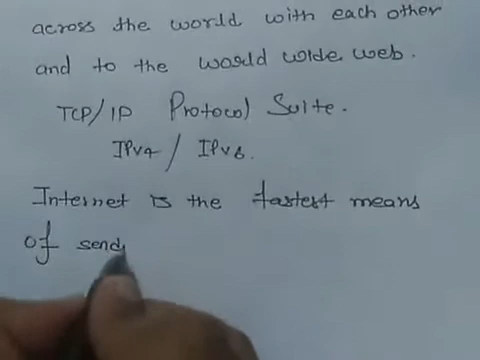 across the world with each other
and to the world wide web.
TCP/IP Protocol Suite.
IPv4 / IPv6.
Internet is the fastest means
of send